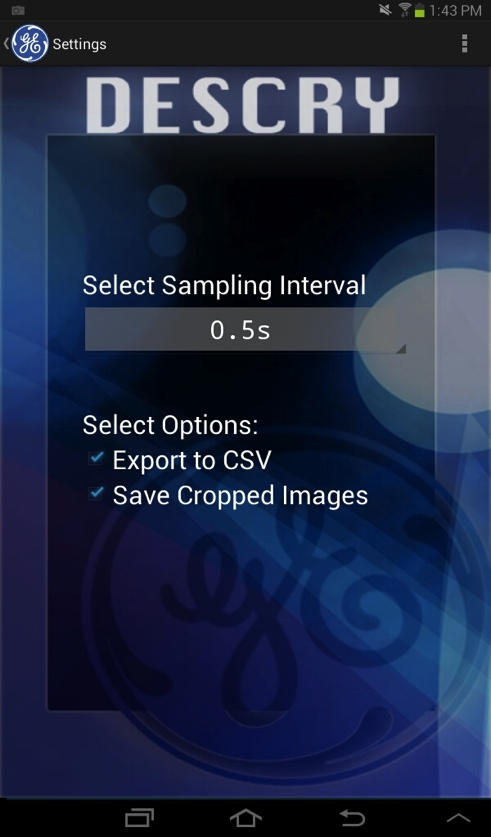 1:43 PM
Settings
DESCRY
Select Sampling Interval
0.5s
Select Options:
Export to CSV
Save Cropped Images